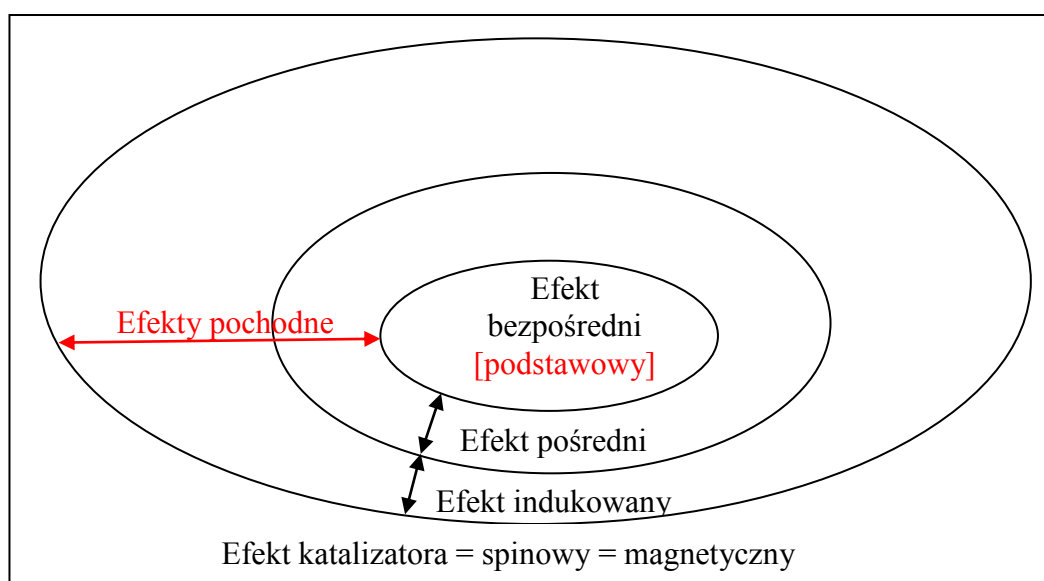 Efekt
bezpośredni
[podstawowy]
Efekty pochodne
Efekt pośredni
Efekt indukowany
Efekt katalizatora = spinowy = magnetyczny